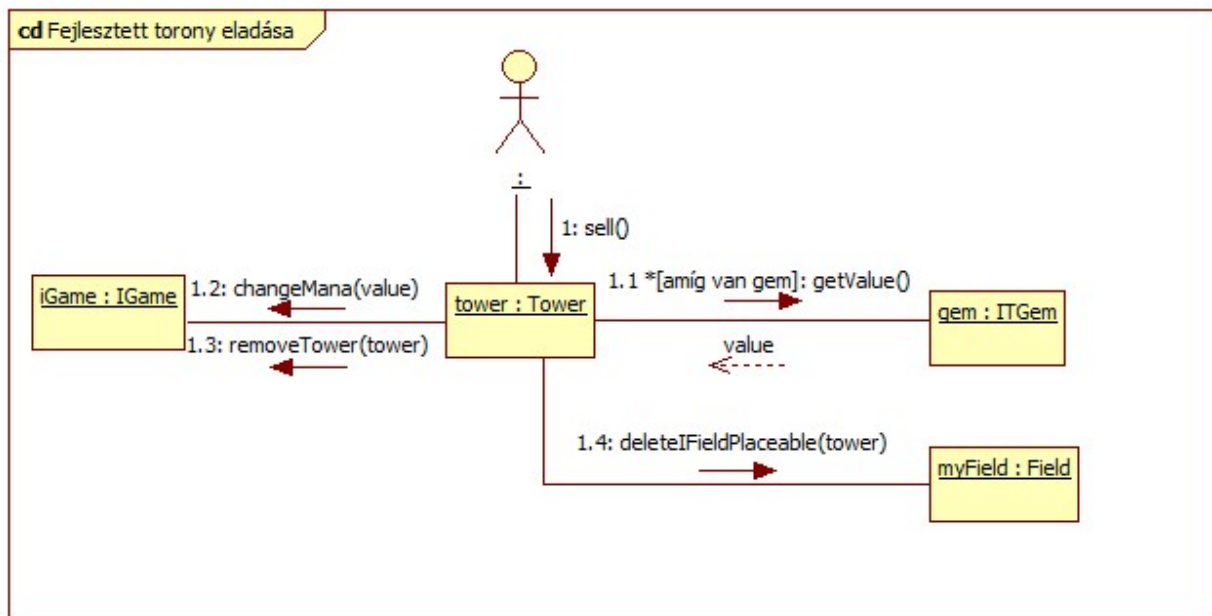 cd Fejlesztett torony eladása
:
1: sell()
1.2: changeMana(value)
1.1 *[amíg van gem]: getValue()
iGame : IGame
tower : Tower
gem : ITGem
1.3: removeTower(tower)
value
1.4: deleteIFieldPlaceable(tower)
myField : Field